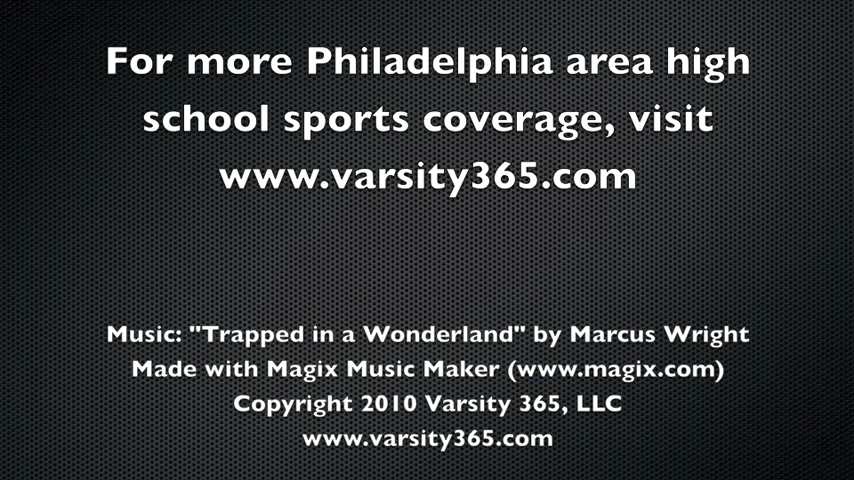 For more Philadelphia area high
school sports coverage, visit
www.varsity365.com
Music: "Trapped in a Wonderland" by Marcus Wright
Made with Magix Music Maker (www.magix.com)
Copyright 2010 Varsity 365, LLC
www.varsity365.com